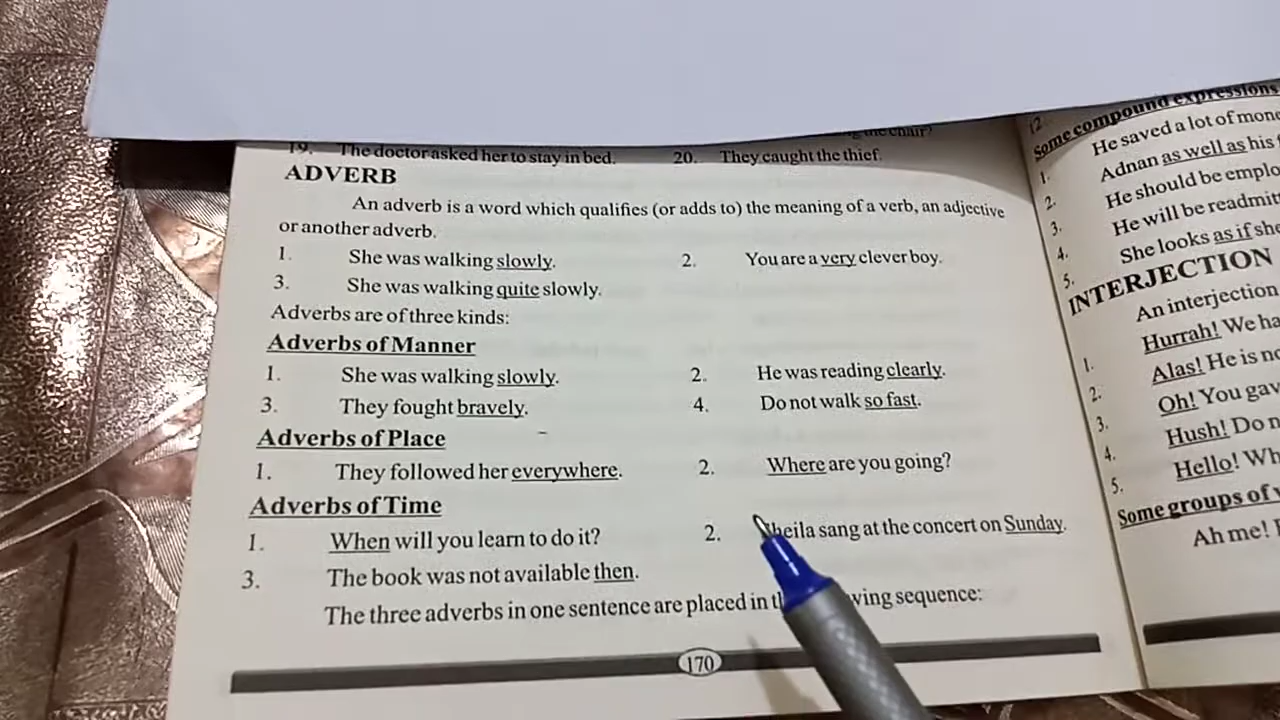 19. The doctor asked her to stay in bed. 20. They caught the thief.
ADVERB
An adverb is a word which qualifies (or adds to) the meaning of a verb, an adjective
or another adverb.
1. She was walking slowly. 2. You are a very clever boy.
3. She was walking quite slowly.
Adverbs are of three kinds:
Adverbs of Manner
1. She was walking slowly. 2. He was reading clearly.
3. They fought bravely. 4. Do not walk so fast.
Adverbs of Place
1. They followed her everywhere. 2. Where are you going?
Adverbs of Time
1. When will you learn to do it? 2. Sheila sang at the concert on Sunday.
3. The book was not available then.
The three adverbs in one sentence are placed in sequence:
170
12
Some compound expressions
He saved a lot of
1. Adnan as well as his
2. He should be
3. He will be
4. She looks as if she
5.
INTERJECTION
An interjection
Hurrah! We
1. Alas! He is
2. Oh! You
3. Hush! Do
4. Hello!
5.
Some groups of
Ah me!